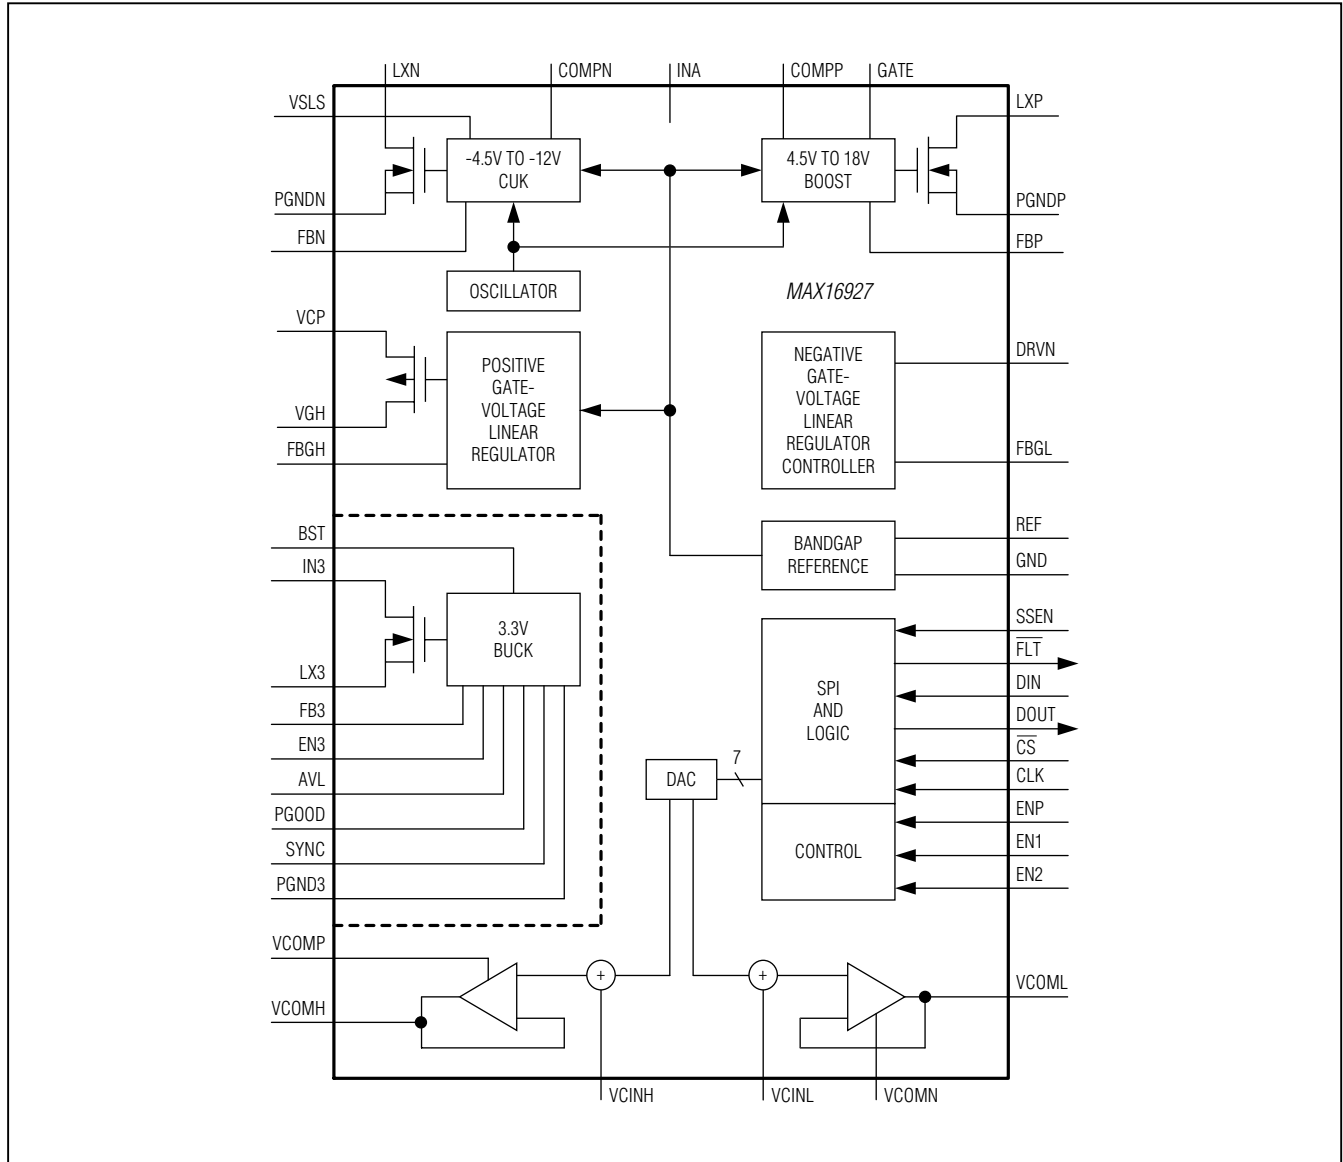 LXN
COMPN
INA
COMPP
GATE
VSLS
LXP
-4.5V TO -12V
CUK
4.5V TO 18V
BOOST
PGNDN
PGNDP
FBN
FBP
OSCILLATOR
MAX16927
VCP
POSITIVE
GATE-
VOLTAGE
LINEAR
REGULATOR
NEGATIVE
GATE-
VOLTAGE
LINEAR
REGULATOR
CONTROLLER
DRVN
VGH
FBGH
FBGL
BST
IN3
BANDGAP
REFERENCE
REF
GND
3.3V
BUCK
LX3
FB3
EN3
AVL
PGOOD
SYNC
PGND3
SPI
AND
LOGIC
CONTROL
SSEN
FLT
DIN
DOUT
CS
CLK
ENP
EN1
EN2
DAC
7
VCOMP
VCOMH
+
+
VCOML
VCINH
VCINL
VCOMN